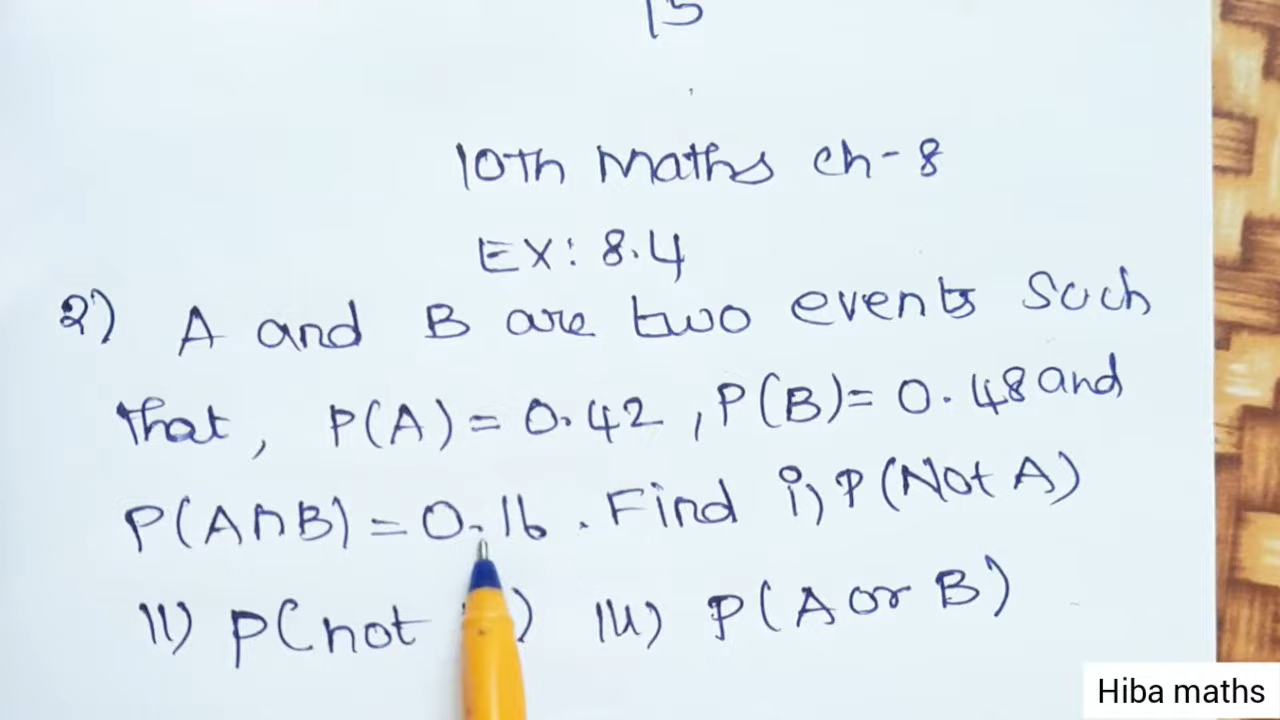 15
10Th Maths ch-8
EX: 8.4
2) A and B are two events Such
that, P(A) = 0.42, P(B)= 0.48 and
P(A∩B) = 0.16. Find i) P(Not A)
II) P(not ) III) P(A or B)
Hiba maths